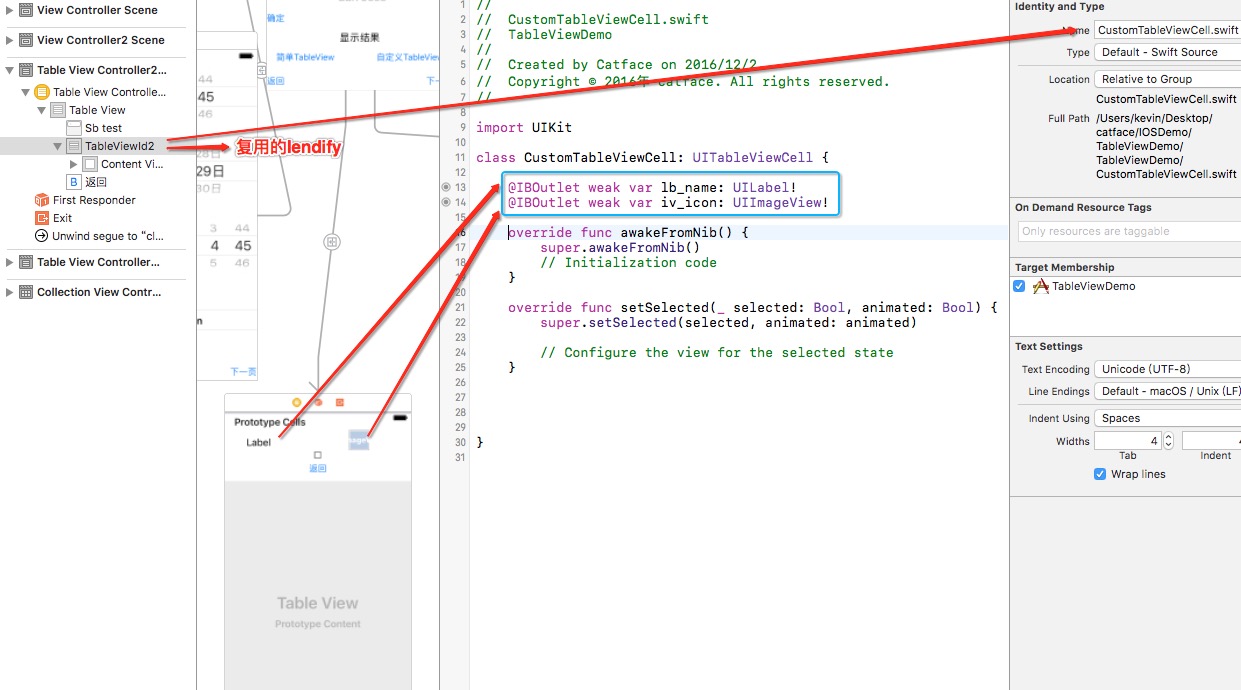 View Controller Scene
View Controller2 Scene
Table View Controller2...
Table View Controlle...
Table View
Sb test
TableViewId2
Content Vi...
B 返回
First Responder
Exit
Unwind segue to "cl...
Table View Controller...
Collection View Contr...
确定
显示结果
简单TableView
自定义TableVie
返回
下一
44
45
46
28日
29日
30日
3 44
4 45
5 46
n
下一页
复用的Iendify
Prototype Cells
Label
返回
Table View
Prototype Content
1 //
2 // CustomTableViewCell.swift
3 // TableViewDemo
4 //
5 // Created by Catface on 2016/12/2
6 // Copyright © 2016年 catface. All rights reserved.
7 //
8
9 import UIKit
10
11 class CustomTableViewCell: UITableViewCell {
12
13 @IBOutlet weak var lb_name: UILabel!
14 @IBOutlet weak var iv_icon: UIImageView!
15
16 override func awakeFromNib() {
17 super.awakeFromNib()
18 // Initialization code
19 }
20
21 override func setSelected(_ selected: Bool, animated: Bool) {
22 super.setSelected(selected, animated: animated)
23
24 // Configure the view for the selected state
25 }
26
27
28
29
30 }
31
Identity and Type
Name CustomTableViewCell.swift
Type Default - Swift Source
Location Relative to Group
CustomTableViewCell.swift
Full Path /Users/kevin/Desktop/
catface/IOSDemo/
TableViewDemo/
TableViewDemo/
CustomTableViewCell.swift
On Demand Resource Tags
Only resources are taggable
Target Membership
TableViewDemo
Text Settings
Text Encoding Unicode (UTF-8)
Line Endings Default - macOS / Unix (LF)
Indent Using Spaces
Widths 4 4
Tab Indent
Wrap lines